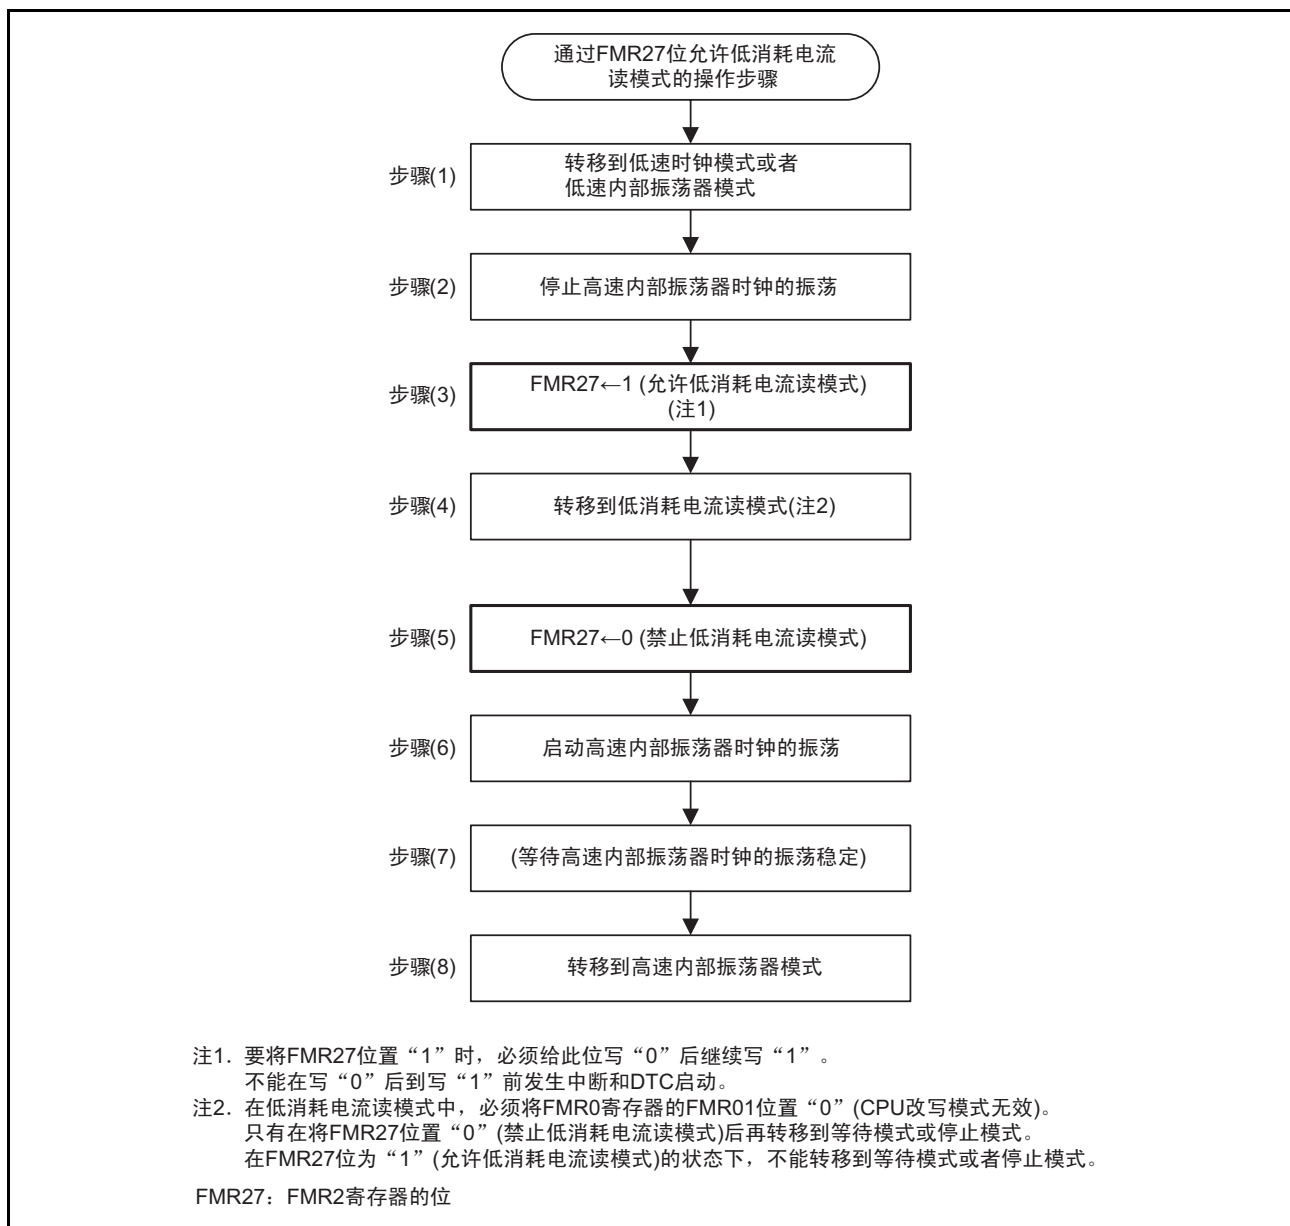 通过FMR27位允许低消耗电流
读模式的操作步骤
步骤(1)
转移到低速时钟模式或者
低速内部振荡器模式
步骤(2)
停止高速内部振荡器时钟的振荡
步骤(3)
FMR27←1 (允许低消耗电流读模式)
(注1)
步骤(4)
转移到低消耗电流读模式(注2)
步骤(5)
FMR27←0 (禁止低消耗电流读模式)
步骤(6)
启动高速内部振荡器时钟的振荡
步骤(7)
(等待高速内部振荡器时钟的振荡稳定)
步骤(8)
转移到高速内部振荡器模式
注1. 要将FMR27位置“1”时，必须给此位写“0”后继续写“1”。
不能在写“0”后到写“1”前发生中断和DTC启动。
注2. 在低消耗电流读模式中，必须将FMR0寄存器的FMR01位置“0”(CPU改写模式无效)。
只有在将FMR27位置“0”(禁止低消耗电流读模式)后再转移到等待模式或停止模式。
在FMR27位为“1”(允许低消耗电流读模式)的状态下，不能转移到等待模式或者停止模式。
FMR27：FMR2寄存器的位